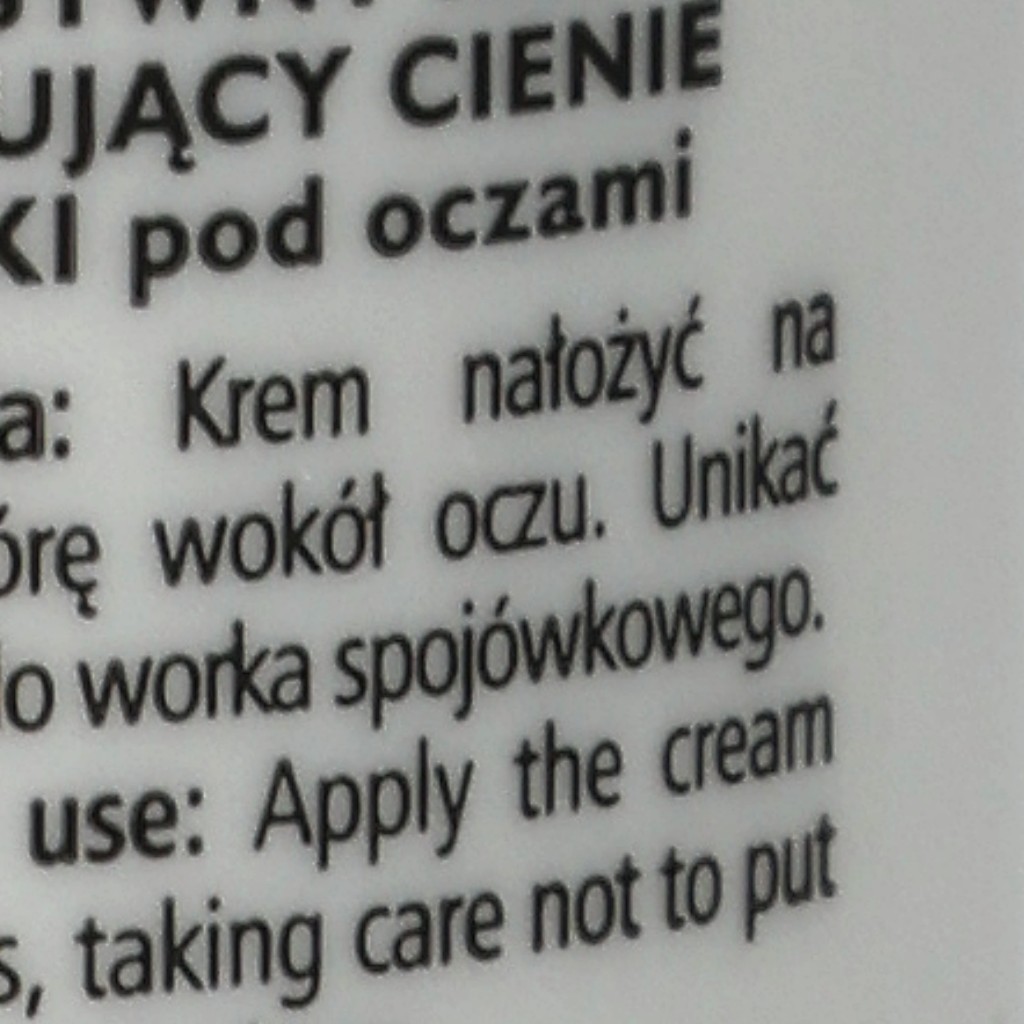 UJĄCY CIENIE
KI pod oczami
a: Krem nałożyć na
órę wokół oczu. Unikać
do worka spojówkowego.
use: Apply the cream
s, taking care not to put